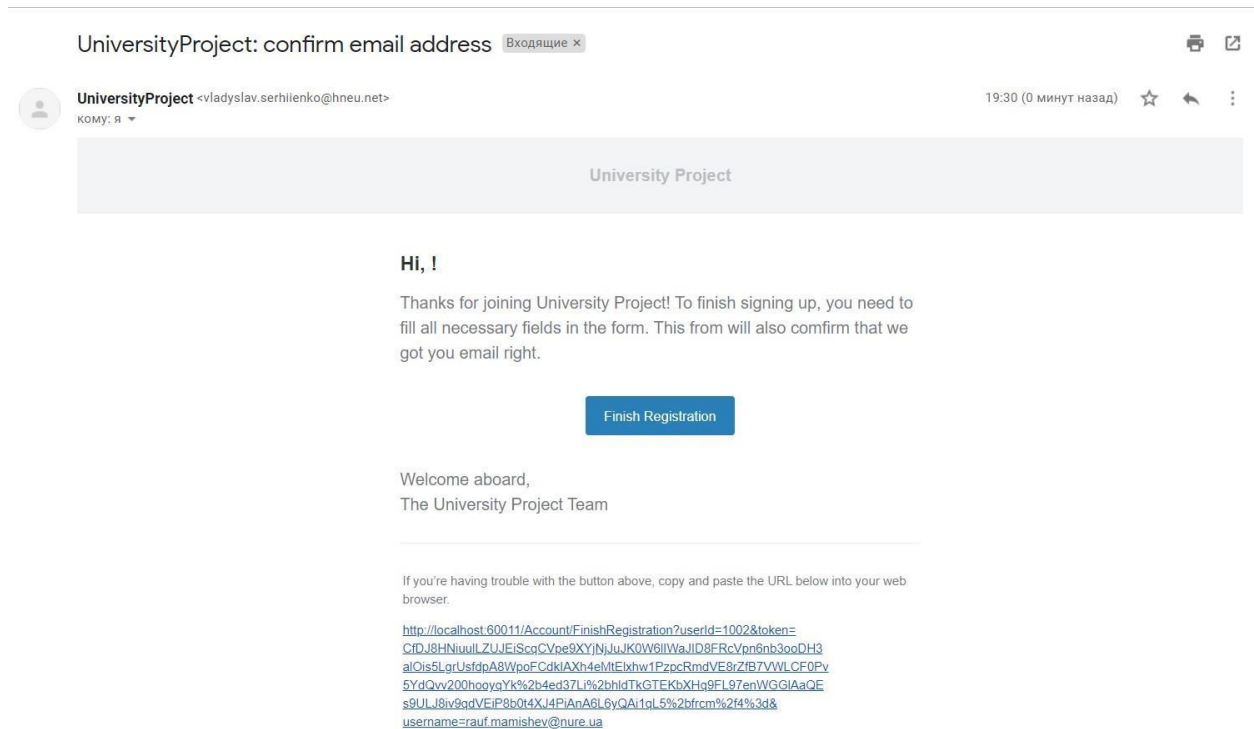 UniversityProject: confirm email address Входящие ×
UniversityProject <vladyslav.serhiienko@hneu.net>
19:30 (0 минут назад)
кому: я
University Project
Hi, !
Thanks for joining University Project! To finish signing up, you need to
fill all necessary fields in the form. This from will also comfirm that we
got you email right.
Finish Registration
Welcome aboard,
The University Project Team
If you're having trouble with the button above, copy and paste the URL below into your web
browser.
http://localhost:60011/Account/FinishRegistration?userId=1002&token=
CfDJ8HNiuulLZUJEiScqCVpe9XYjNjJuJK0W6lIWaJID8FRcVpn6nb3ooDH3
alOis5LgrUsfdpA8WpoFCdklAXh4eMtElxhw1PzpcRmdVE8rZfB7VWLCF0Pv
5YdQvv200hooyqYk%2b4ed37Li%2bhldTkGTEKbXHq9FL97enWGGlAaQE
s9ULJ8iv9qdVEiP8b0t4XJ4PiAnA6L6yQAi1qL5%2bfrcm%2f4%3d&
username=rauf.mamishev@nure.ua